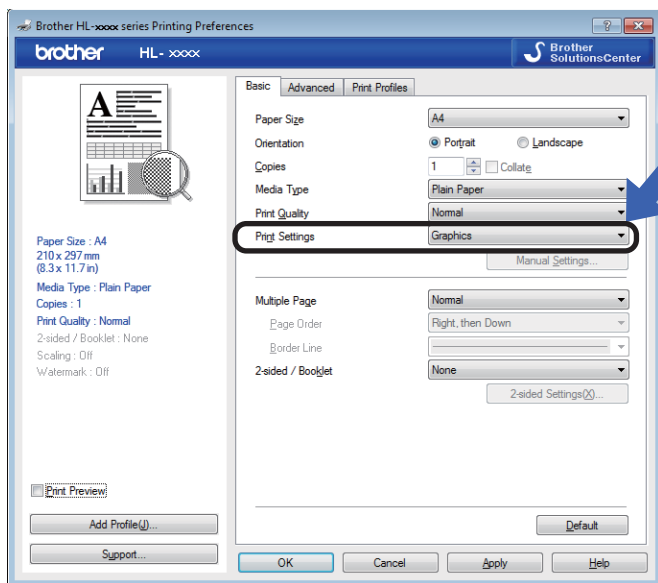 Brother HL-xxxx series Printing Preferences
brother HL- xxxx
Brother
SolutionsCenter
A
Paper Size : A4
210 x 297 mm
(8.3 x 11.7 in)
Media Type : Plain Paper
Copies : 1
Print Quality : Normal
2-sided / Booklet : None
Scaling : Off
Watermark : Off
Print Preview
Add Profile(J)...
Support...
Basic Advanced Print Profiles
Paper Size A4
Orientation Portrait Landscape
Copies 1 Collate
Media Type Plain Paper
Print Quality Normal
Print Settings Graphics
Manual Settings...
Multiple Page Normal
Page Order Right, then Down
Border Line
2-sided / Booklet None
2-sided Settings(X)...
Default
OK Cancel Apply Help